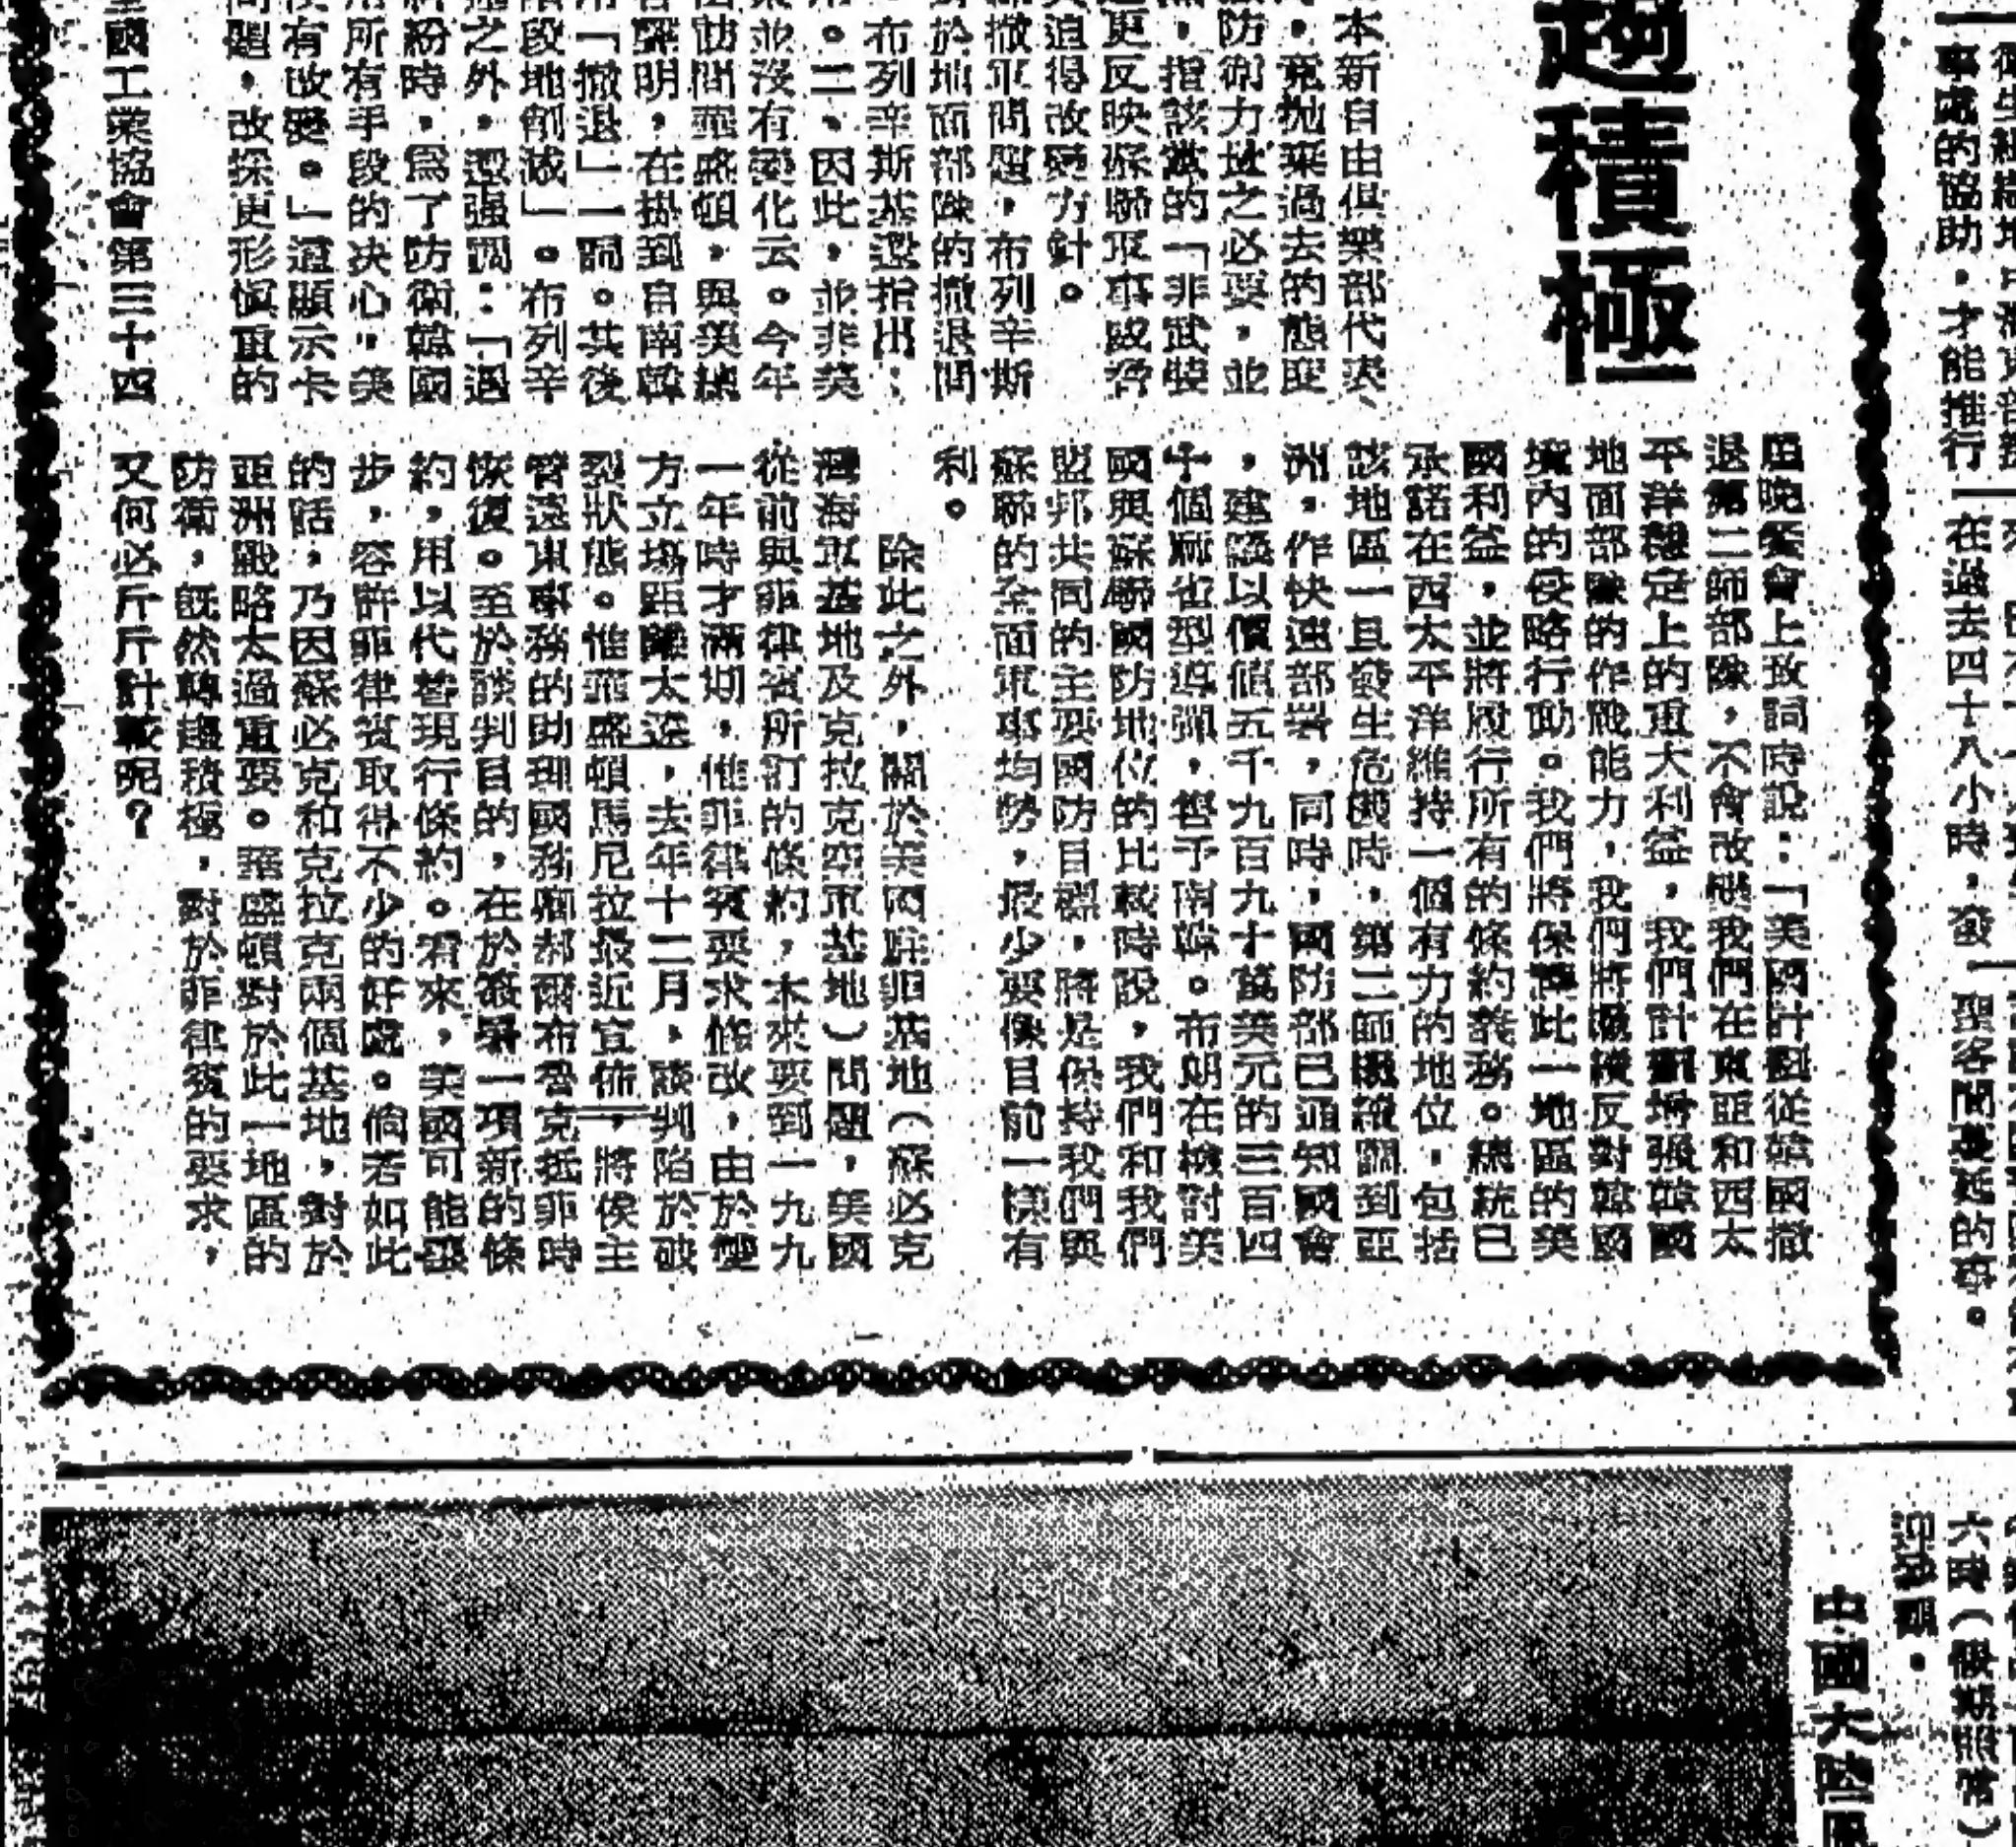 趨積極
本新自由俱樂部代表、
，竟拋棄過去的態度
防衛力量之必要，並
，指該黨的「非武裝
更反映蘇聯軍事威脅
迫得改變方針。
撤軍問題，布列辛斯
於地面部隊的撤退問
布列辛斯基還指出：
。二、因此，並非美
並沒有變化云。今年
訪問華盛頓，與美總
聲明，在撤到自南韓
「撤退」一詞。其後
段地削減」。布列辛
之外，還强調：「遇
紛時，爲了防衛韓國
所有手段的决心，美
有改變。」這顯示卡
題，改採更形慎重的
國工業協會第三十四
屆晚餐會上致詞時說：「美國計劃從韓國撤
退第二師部隊，不會改變我們在東亞和西太
平洋穩定上的重大利益，我們計劃增强韓國
地面部隊的作戰能力，我們將繼續反對韓國
境內的侵略行動。我們將保護此一地區的美
國利益，並將履行所有的條約義務。總統已
承諾在西太平洋維持一個有力的地位，包括
該地區一旦發生危機時，第二師機織調到亞
洲，作快速部署，同時，國防部已通知國會
，建議以價值五千九百九十萬美元的三百四
十個麻雀型導彈，售予南韓。布朗在檢討美
國與蘇聯國防地位的比較時說，我們和我們
盟邦共同的主要國防目標，將是保持我們與
蘇聯的全面軍事均勢，最少要像目前一樣有
利。
除此之外，關於美國駐菲基地（蘇必克
灣海軍基地及克拉克空軍基地）問題，美國
從前與菲律賓所訂的條約，本來要到一九九
一年時才滿期，惟菲律賓要求修改，由於雙
方立場距離太遠，去年十二月，談判陷於破
裂狀態。惟華盛頓馬尼拉最近宣佈，將俟主
管遠東事務的助理國務卿郝爾布魯克抵菲時
恢復。至於談判目的，在於簽署一項新的條
約，用以代替現行條約。看來，美國可能讓
步，容許菲律賓取得不少的好處。倘若如此
的話，乃因蘇必克和克拉克兩個基地，對於
亞洲戰略太過重要。華盛頓對於此一地區的
防衛，旣然轉趨積極，對於菲律賓的要求，
又何必斤斤計較呢？
事處的協助，才能推行
在過去四十八小時，發
聖客間蔓延的事。
六時（假期照常）
迎參觀。
中國大陸